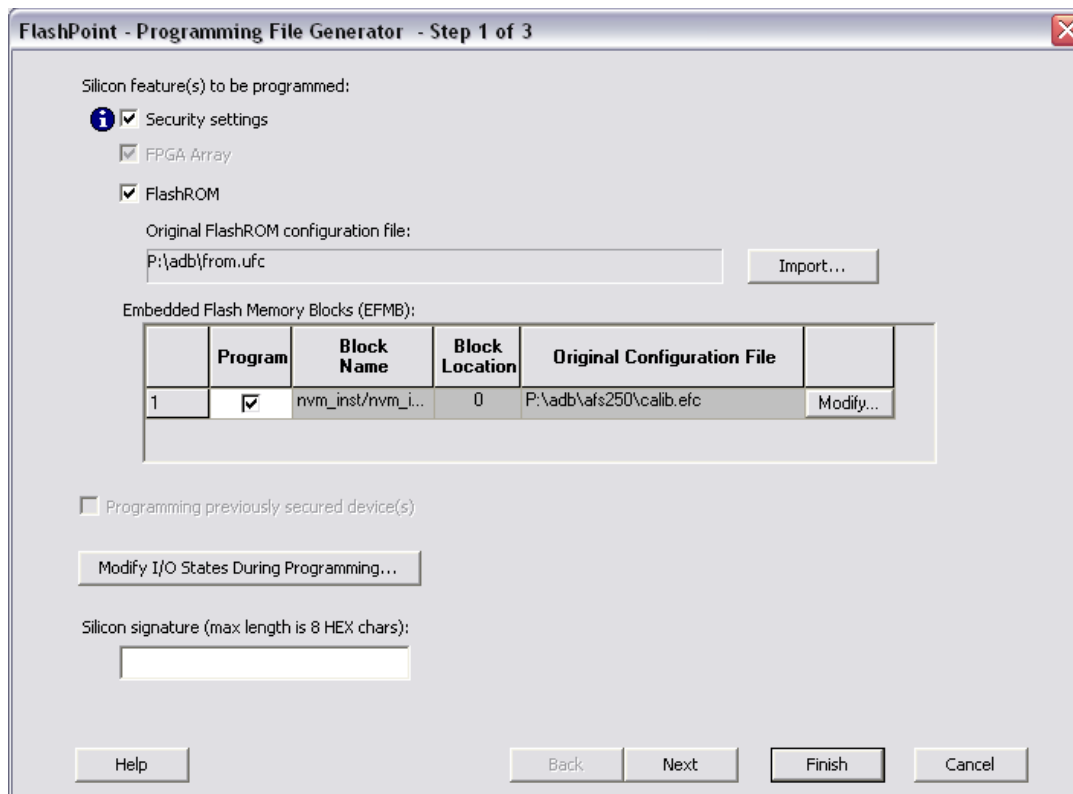 FlashPoint - Programming File Generator - Step 1 of 3
Silicon feature(s) to be programmed:
Security settings
FPGA Array
FlashROM
Original FlashROM configuration file:
P:\adb\from.ufc
Import...
Embedded Flash Memory Blocks (EFMB):
Program Block Name Block Location Original Configuration File
1 nvm_inst/nvm_i... 0 P:\adb\afs250\calib.efc Modify...
Programming previously secured device(s)
Modify I/O States During Programming...
Silicon signature (max length is 8 HEX chars):
Help Back Next Finish Cancel